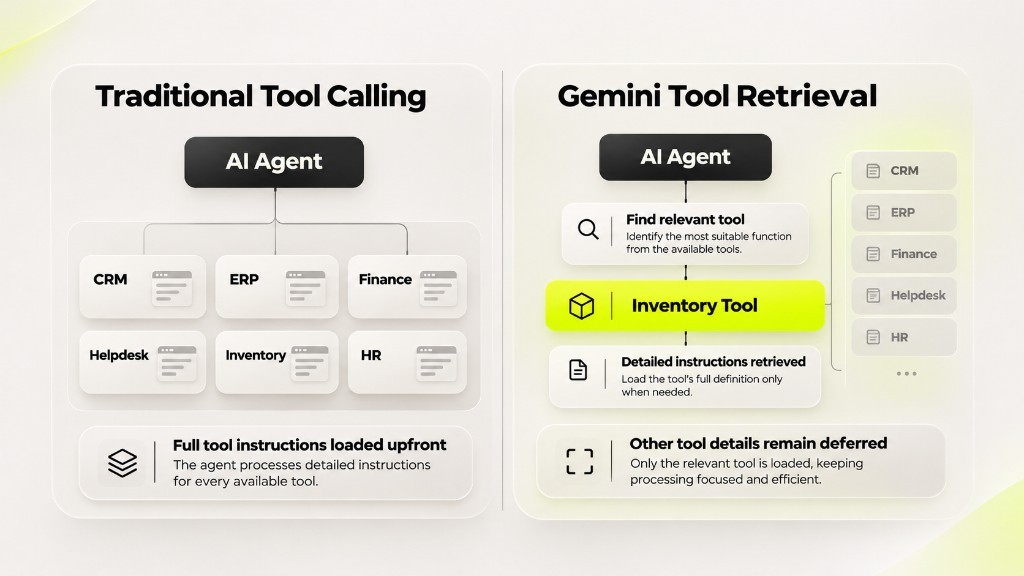 Traditional Tool Calling
AI Agent
CRM
ERP
Finance
Helpdesk
Inventory
HR
Full tool instructions loaded upfront
The agent processes detailed instructions
for every available tool.
Gemini Tool Retrieval
AI Agent
Find relevant tool
Identify the most suitable function
from the available tools.
Inventory Tool
Detailed instructions retrieved
Load the tool's full definition only
when needed.
CRM
ERP
Finance
Helpdesk
HR
...
Other tool details remain deferred
Only the relevant tool is loaded, keeping
processing focused and efficient.